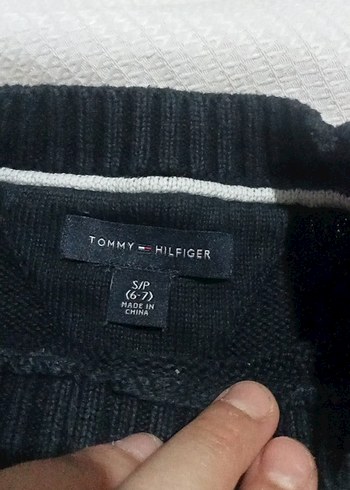 TOMMY HILFIGER
S/P
(6-7)
MADE IN
CHINA